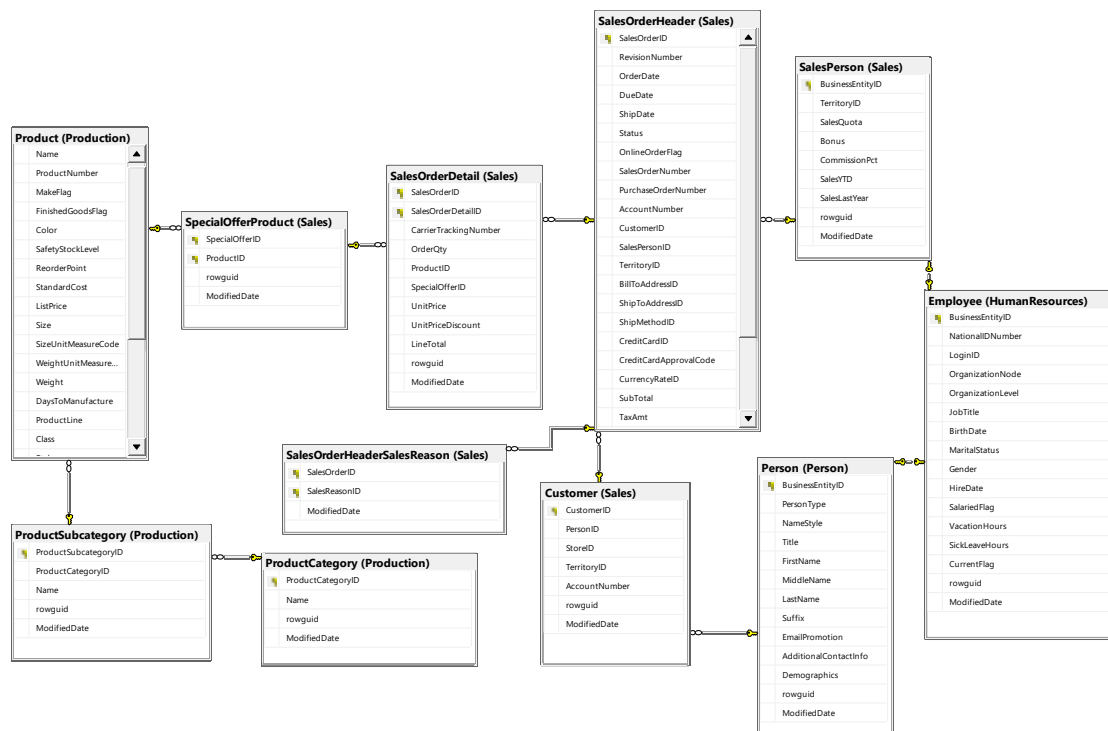 SalesOrderHeader (Sales)
SalesOrderID
RevisionNumber
OrderDate
DueDate
ShipDate
Status
OnlineOrderFlag
SalesOrderNumber
PurchaseOrderNumber
AccountNumber
CustomerID
SalesPersonID
TerritoryID
BillToAddressID
ShipToAddressID
ShipMethodID
CreditCardID
CreditCardApprovalCode
CurrencyRateID
SubTotal
TaxAmt
SalesPerson (Sales)
BusinessEntityID
TerritoryID
SalesQuota
Bonus
CommissionPct
SalesYTD
SalesLastYear
rowguid
ModifiedDate
Product (Production)
Name
ProductNumber
MakeFlag
FinishedGoodsFlag
Color
SafetyStockLevel
ReorderPoint
StandardCost
ListPrice
Size
SizeUnitMeasureCode
WeightUnitMeasure...
Weight
DaysToManufacture
ProductLine
Class
SalesOrderDetail (Sales)
SalesOrderID
SalesOrderDetailID
CarrierTrackingNumber
OrderQty
ProductID
SpecialOfferID
UnitPrice
UnitPriceDiscount
LineTotal
rowguid
ModifiedDate
SpecialOfferProduct (Sales)
SpecialOfferID
ProductID
rowguid
ModifiedDate
Employee (HumanResources)
BusinessEntityID
NationalIDNumber
LoginID
OrganizationNode
OrganizationLevel
JobTitle
BirthDate
MaritalStatus
Gender
HireDate
SalariedFlag
VacationHours
SickLeaveHours
CurrentFlag
rowguid
ModifiedDate
SalesOrderHeaderSalesReason (Sales)
SalesOrderID
SalesReasonID
ModifiedDate
Person (Person)
BusinessEntityID
PersonType
NameStyle
Title
FirstName
MiddleName
LastName
Suffix
EmailPromotion
AdditionalContactInfo
Demographics
rowguid
ModifiedDate
Customer (Sales)
CustomerID
PersonID
StoreID
TerritoryID
AccountNumber
rowguid
ModifiedDate
ProductSubcategory (Production)
ProductSubcategoryID
ProductCategoryID
Name
rowguid
ModifiedDate
ProductCategory (Production)
ProductCategoryID
Name
rowguid
ModifiedDate